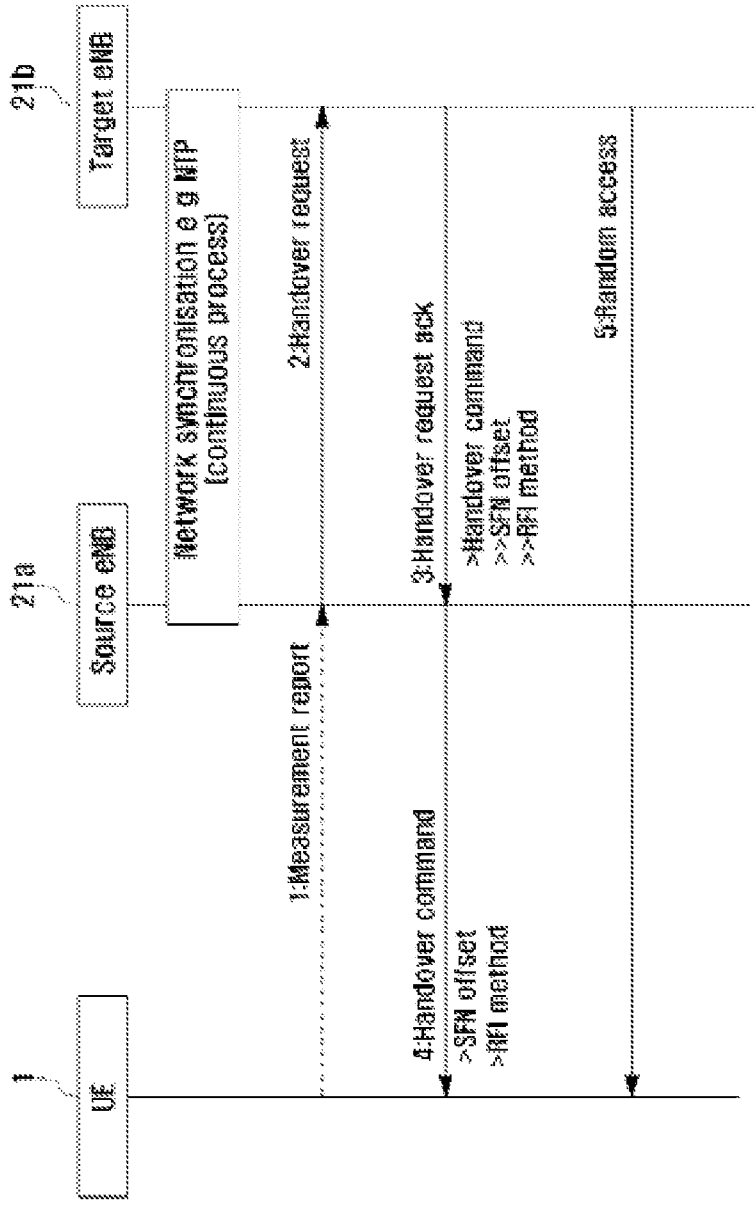 1
21a
21b
UE
Source eNB
Target eNB
Network synchronisation e g NTP
(continuous process)
1:Measurement report
2:Handover request
3:Handover request ack
>Handover command
>>SFN offset
>>RFI method
4:Handover command
>SFN offset
>RFI method
5:Random access